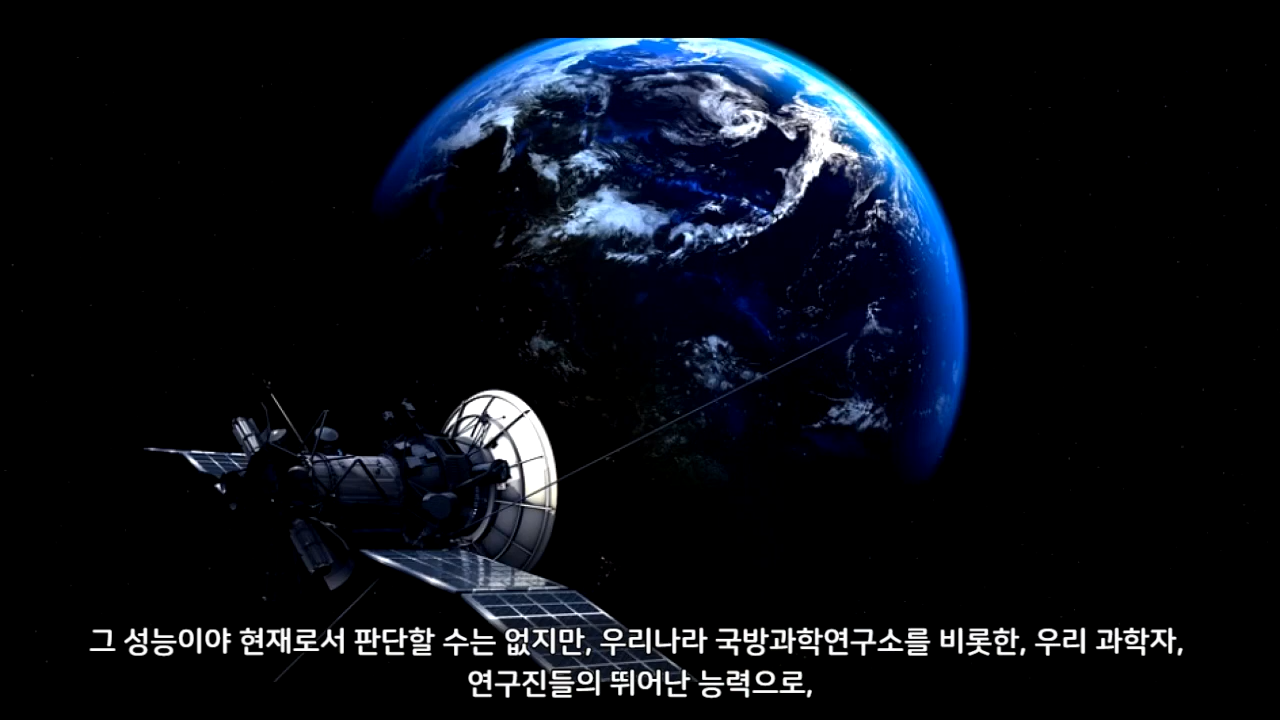 그 성능이야 현재로서 판단할 수는 없지만, 우리나라 국방과학연구소를 비롯한, 우리 과학자,
연구진들의 뛰어난 능력으로,